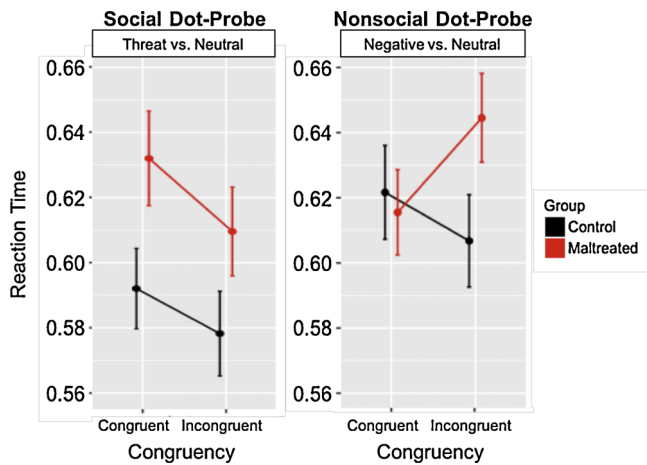 Social Dot-Probe
Threat vs. Neutral
Nonsocial Dot-Probe
Negative vs. Neutral
Reaction Time
0.66
0.64
0.62
0.60
0.58
0.56
Congruent Incongruent
Congruency
0.66
0.64
0.62
0.60
0.58
0.56
Congruent Incongruent
Congruency
Group
Control
Maltreated